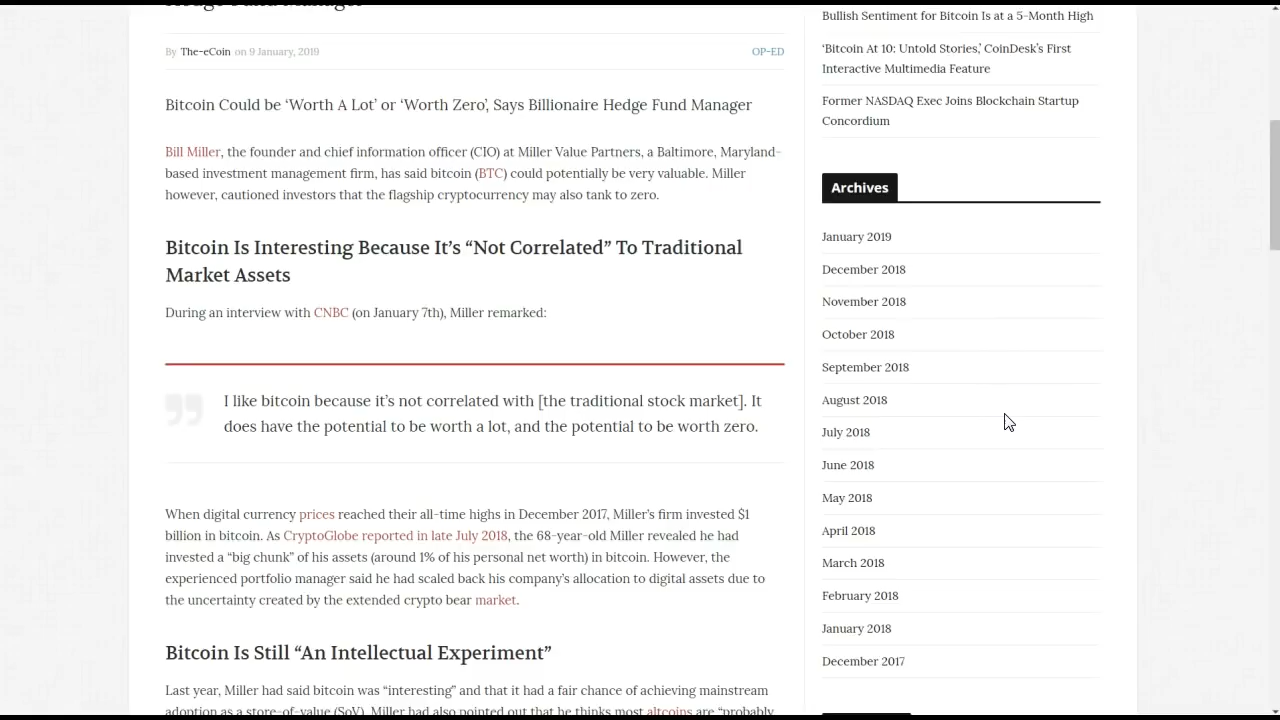 Hedge Fund Manager
By The-eCoin on 9 January, 2019
OP-ED
Bitcoin Could be ‘Worth A Lot’ or ‘Worth Zero’, Says Billionaire Hedge Fund Manager
Bill Miller, the founder and chief information officer (CIO) at Miller Value Partners, a Baltimore, Maryland-
based investment management firm, has said bitcoin (BTC) could potentially be very valuable. Miller
however, cautioned investors that the flagship cryptocurrency may also tank to zero.
Bitcoin Is Interesting Because It’s “Not Correlated” To Traditional
Market Assets
During an interview with CNBC (on January 7th), Miller remarked:
I like bitcoin because it’s not correlated with [the traditional stock market]. It
does have the potential to be worth a lot, and the potential to be worth zero.
When digital currency prices reached their all-time highs in December 2017, Miller’s firm invested $1
billion in bitcoin. As CryptoGlobe reported in late July 2018, the 68-year-old Miller revealed he had
invested a “big chunk” of his assets (around 1% of his personal net worth) in bitcoin. However, the
experienced portfolio manager said he had scaled back his company’s allocation to digital assets due to
the uncertainty created by the extended crypto bear market.
Bitcoin Is Still “An Intellectual Experiment”
Last year, Miller had said bitcoin was “interesting” and that it had a fair chance of achieving mainstream
adoption as a store-of-value (SoV). Miller had also pointed out that he thinks most altcoins are “probably
Bullish Sentiment for Bitcoin Is at a 5-Month High
‘Bitcoin At 10: Untold Stories,’ CoinDesk’s First
Interactive Multimedia Feature
Former NASDAQ Exec Joins Blockchain Startup
Concordium
Archives
January 2019
December 2018
November 2018
October 2018
September 2018
August 2018
July 2018
June 2018
May 2018
April 2018
March 2018
February 2018
January 2018
December 2017